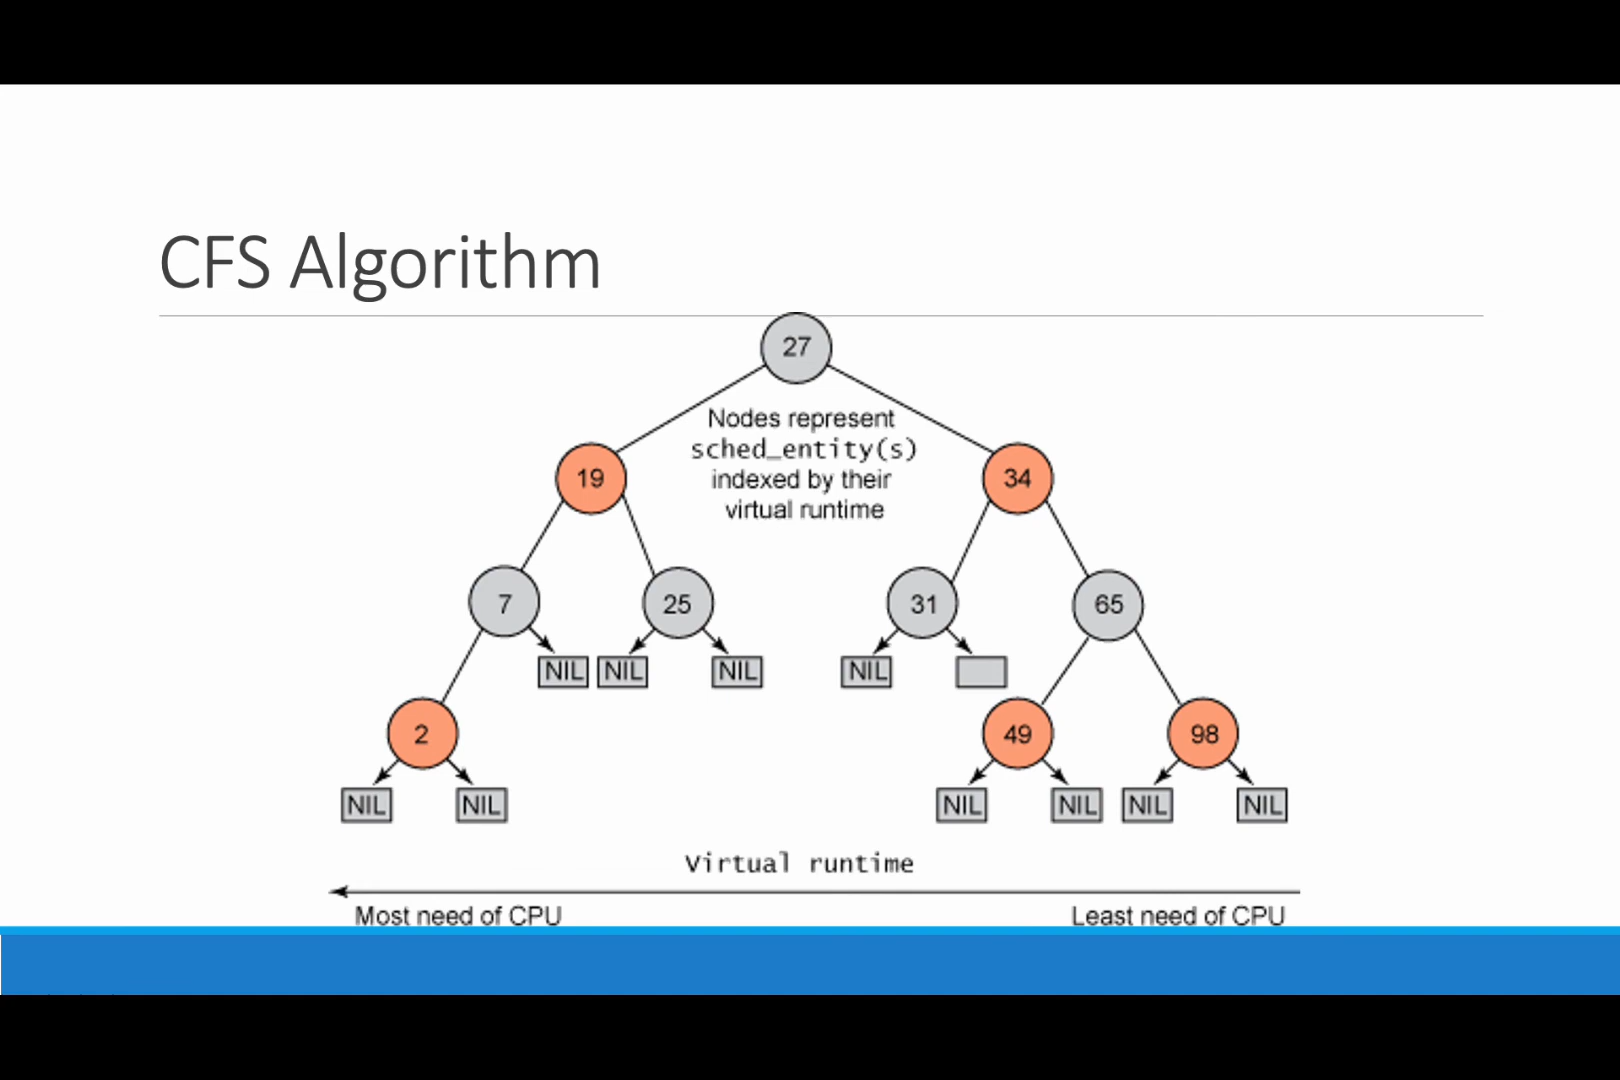 CFS Algorithm
27
Nodes represent
sched_entity(s)
indexed by their
virtual runtime
19
34
7
25
31
65
NIL
NIL
NIL
NIL
2
49
98
NIL
NIL
NIL
NIL
NIL
NIL
Virtual runtime
Most need of CPU
Least need of CPU